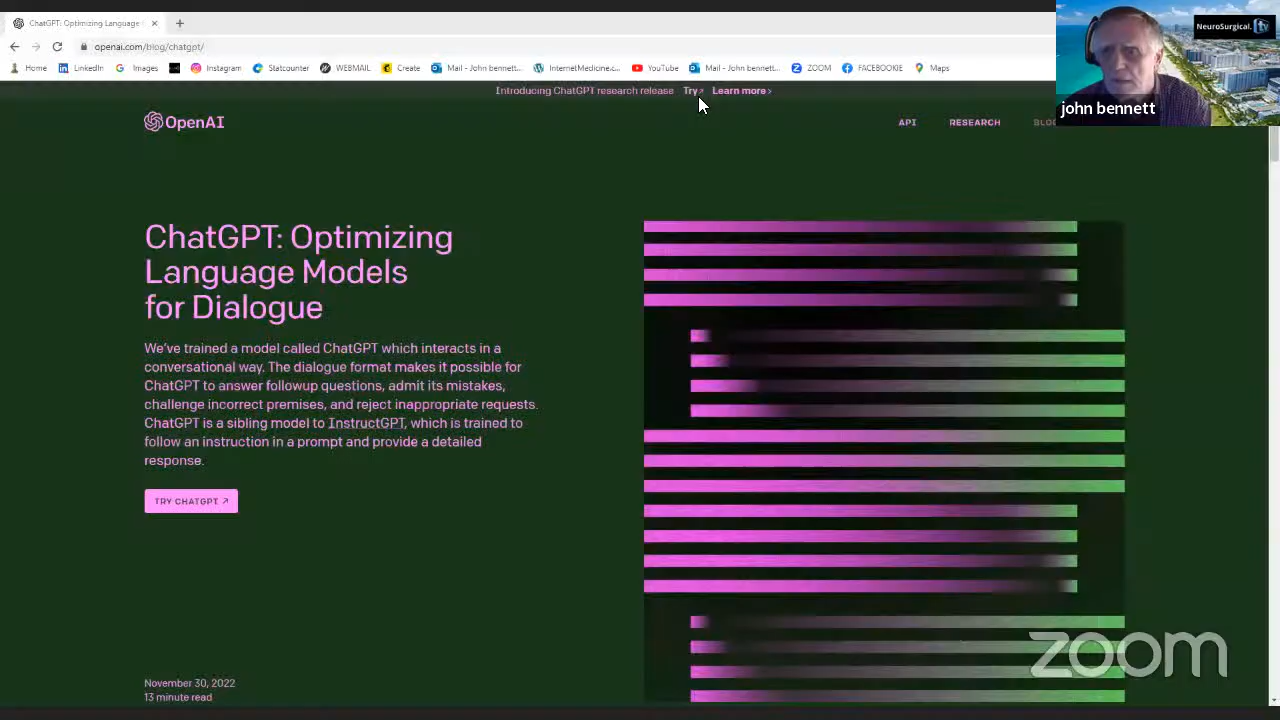 ChatGPT: Optimizing Language
openai.com/blog/chatgpt/
Home LinkedIn Images Instagram Statcounter WEBMAIL Create Mail - John bennett... InternetMedicine.c... YouTube Mail - John bennett... ZOOM FACEBOOKIE Maps
NeuroSurgical. tv
john bennett
Introducing ChatGPT research release Try↗ Learn more ›
OpenAI
API RESEARCH BLO
ChatGPT: Optimizing
Language Models
for Dialogue
We've trained a model called ChatGPT which interacts in a
conversational way. The dialogue format makes it possible for
ChatGPT to answer followup questions, admit its mistakes,
challenge incorrect premises, and reject inappropriate requests.
ChatGPT is a sibling model to InstructGPT, which is trained to
follow an instruction in a prompt and provide a detailed
response.
TRY CHATGPT ↗
November 30, 2022
13 minute read
zoom